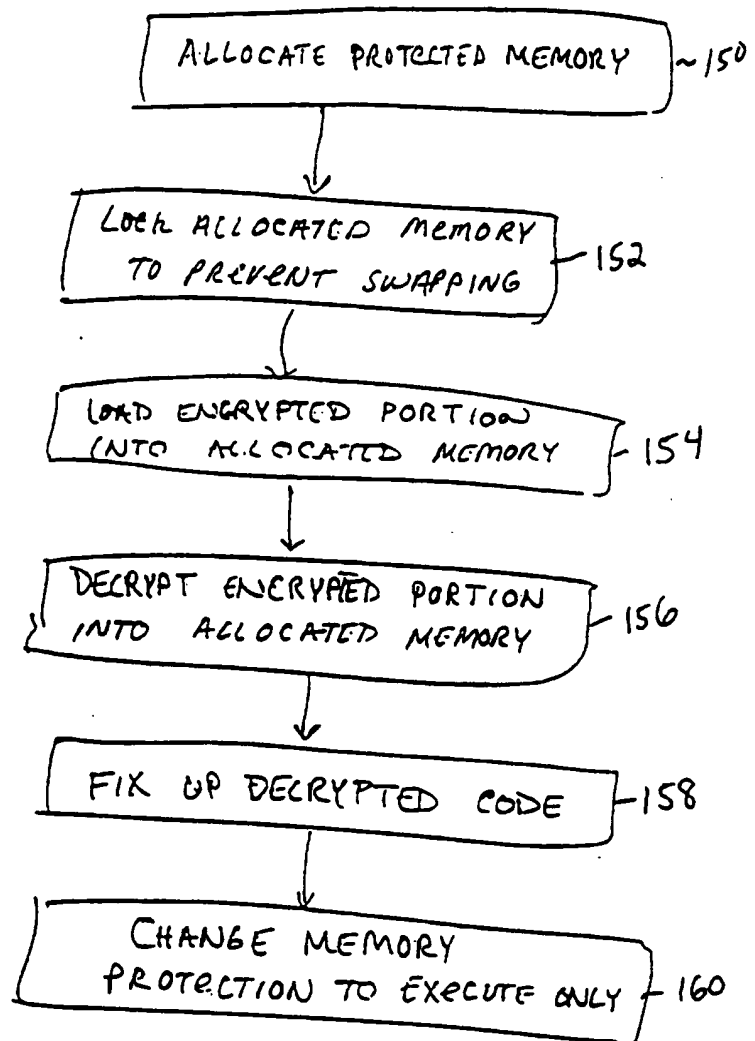 ALLOCATE PROTECTED MEMORY ~150
LOCK ALLOCATED MEMORY
TO PREVENT SWAPPING
152
LOAD ENCRYPTED PORTION
INTO ALLOCATED MEMORY
154
DECRYPT ENCRYPTED PORTION
INTO ALLOCATED MEMORY
156
FIX UP DECRYPTED CODE
158
CHANGE MEMORY
PROTECTION TO EXECUTE ONLY
160